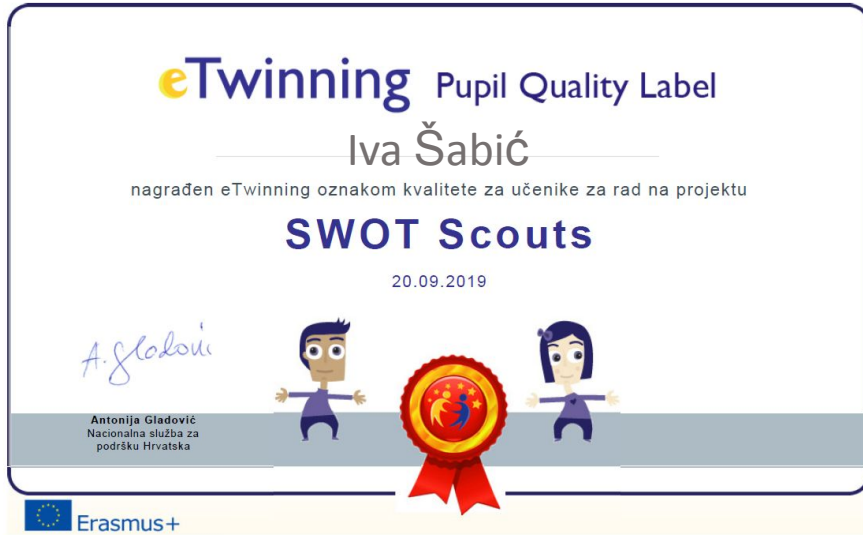 eTwinning Pupil Quality Label
Iva Šabić
nagrađen eTwinning oznakom kvalitete za učenike za rad na projektu
SWOT Scouts
20.09.2019
A. Gladović
Antonija Gladović
Nacionalna služba za
podršku Hrvatska
Erasmus+